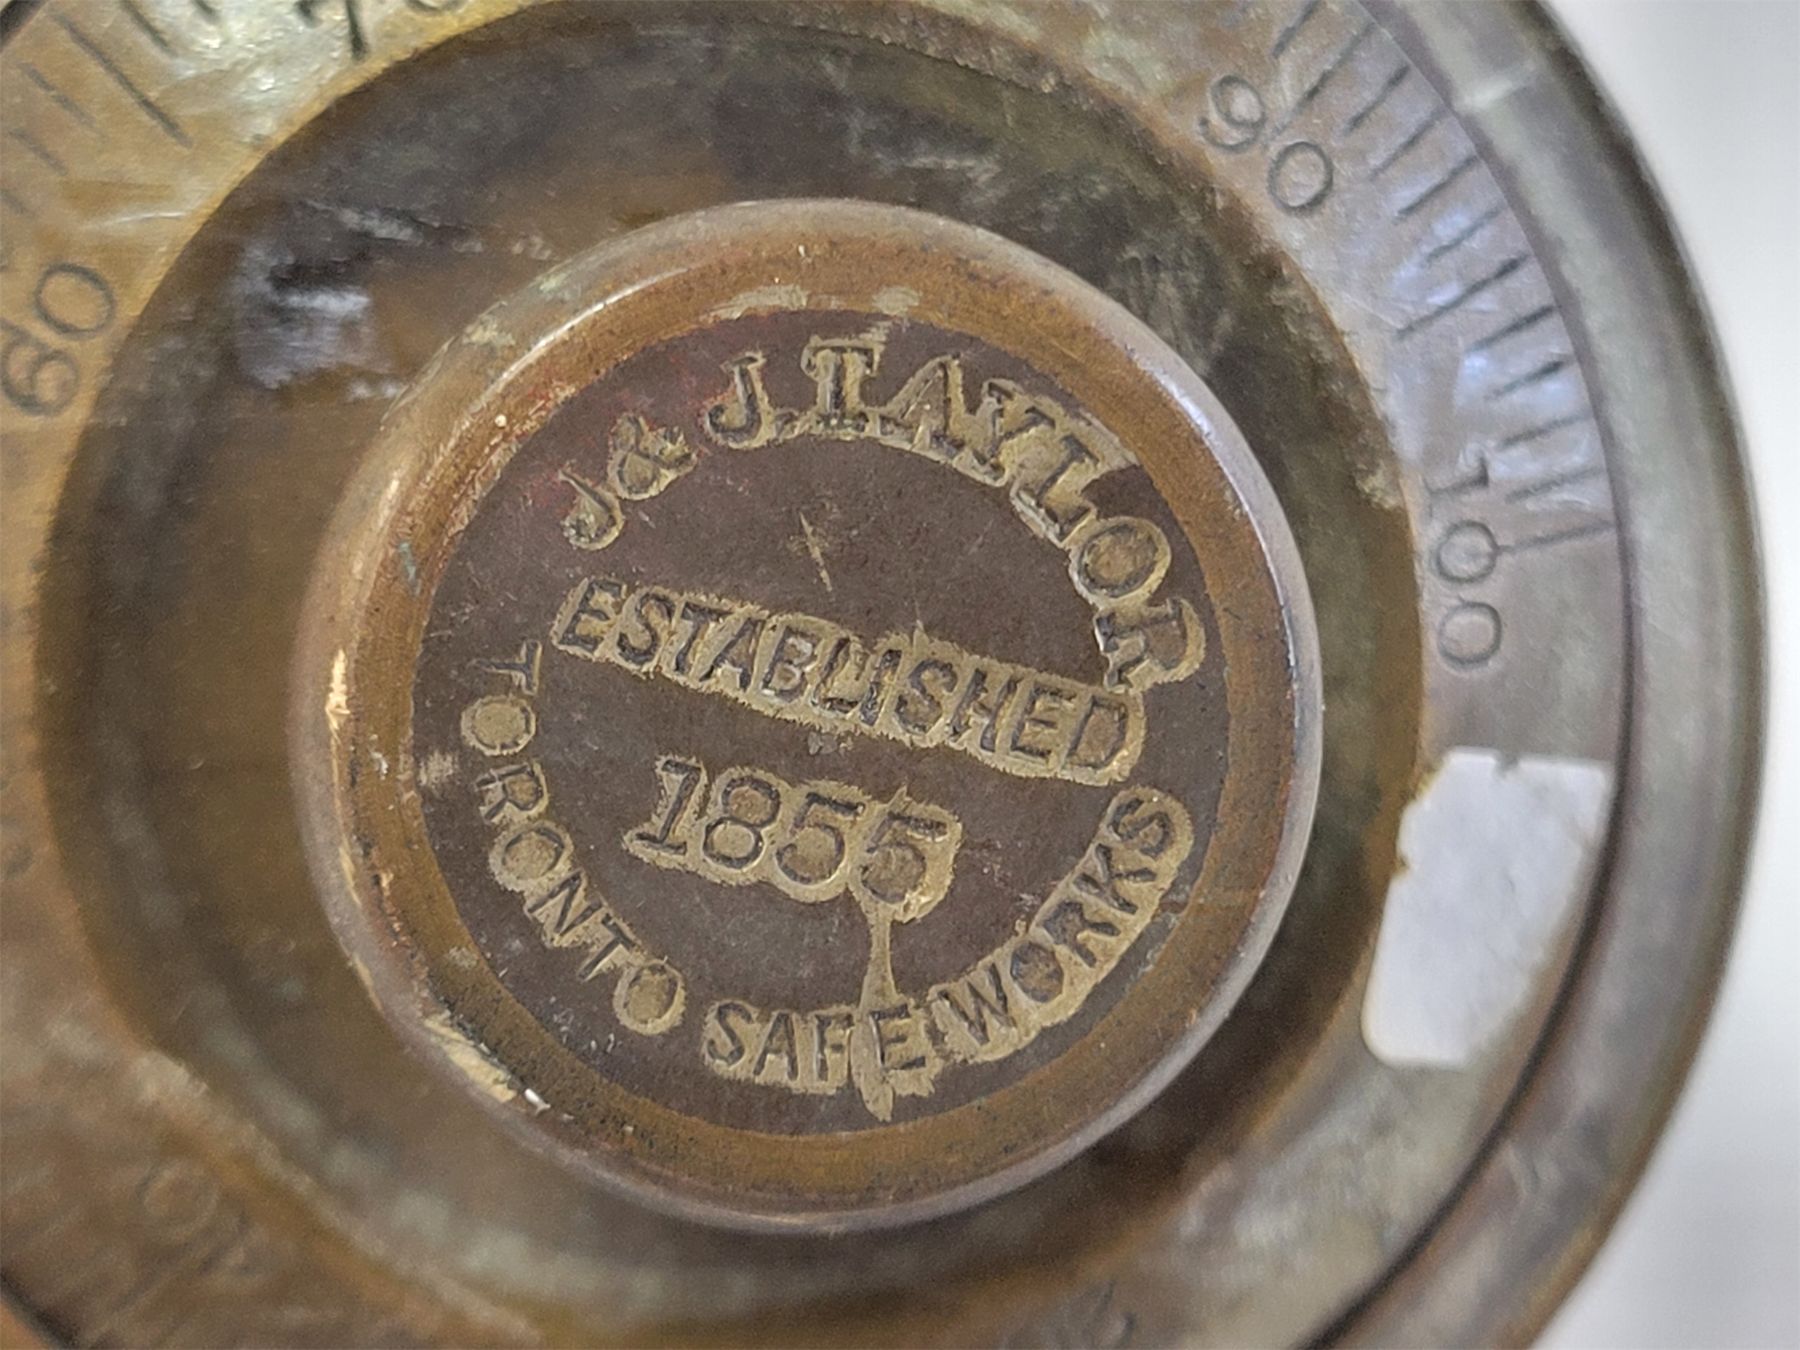 J & J. TAYLOR
ESTABLISHED
1855
TORONTO SAFE WORKS
60
90
100